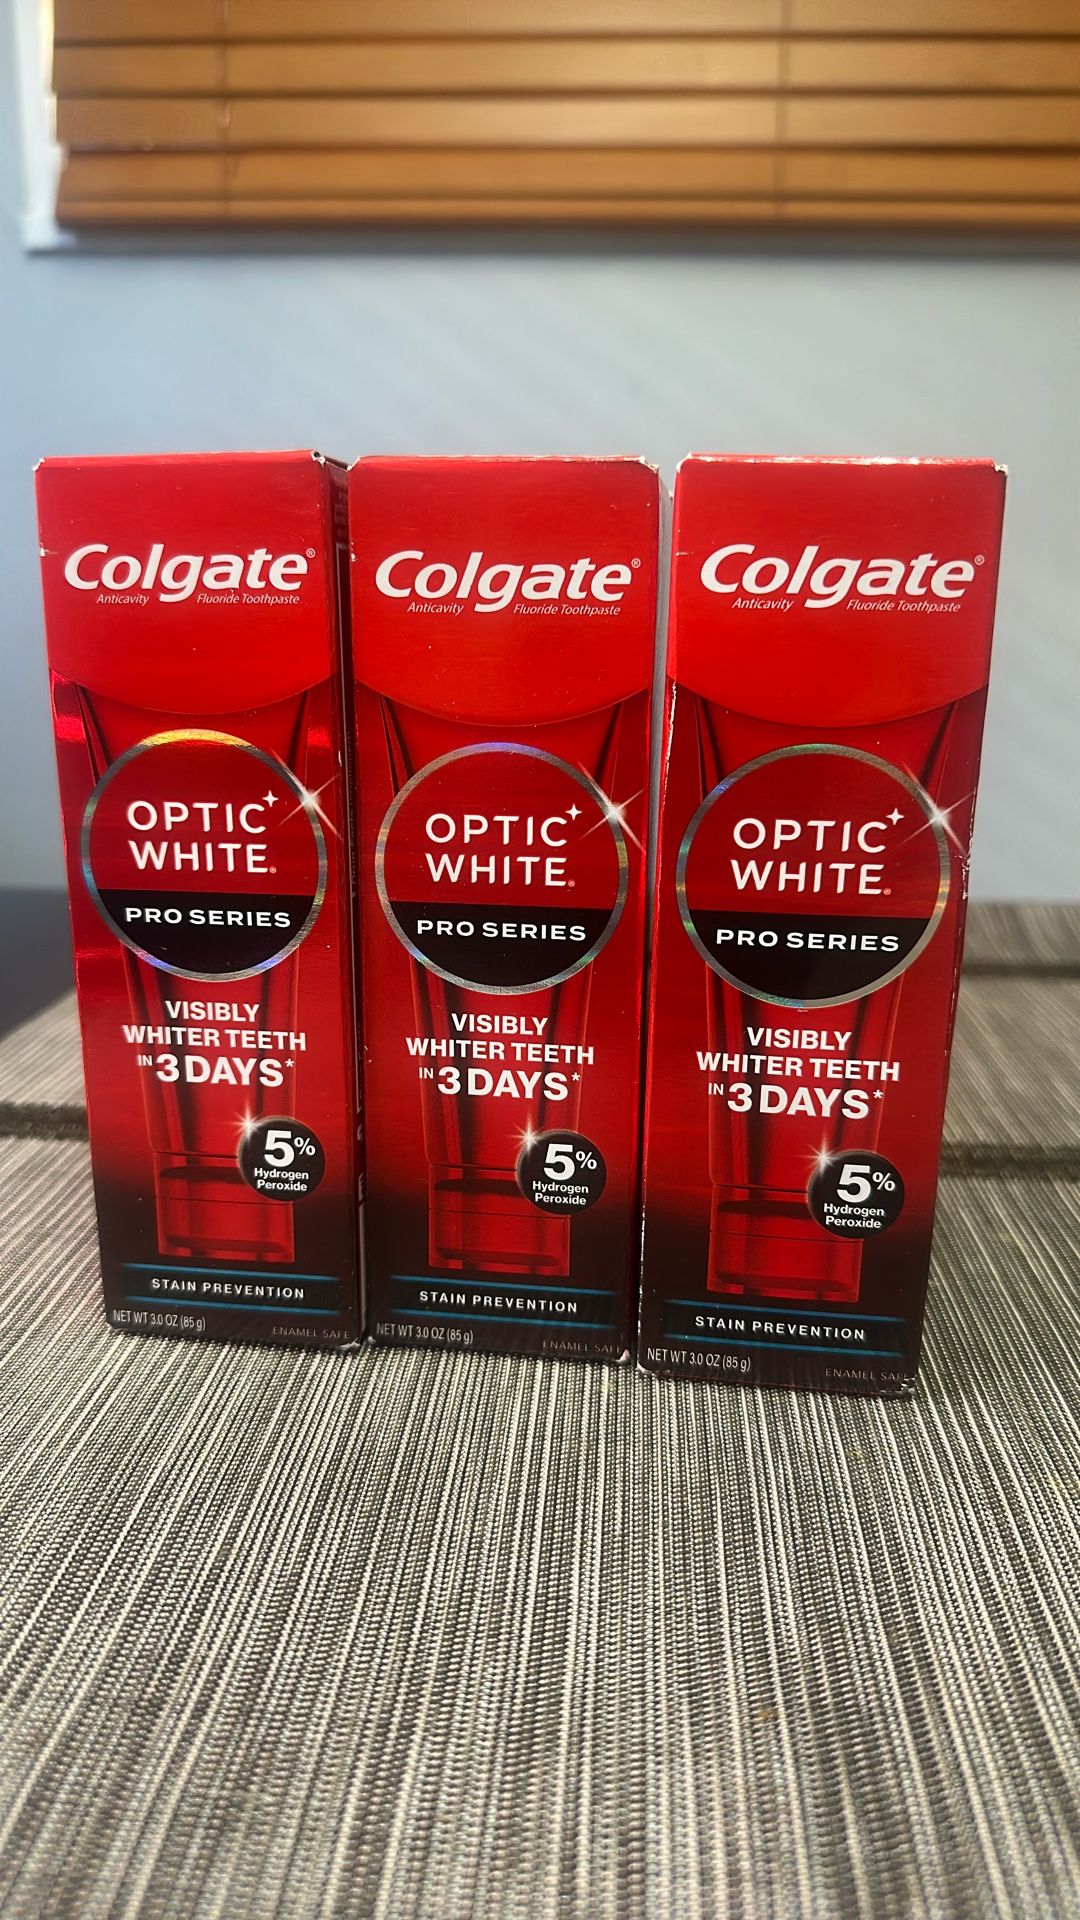 Colgate®
Anticavity Fluoride Toothpaste
OPTIC
WHITE®
PRO SERIES
VISIBLY
WHITER TEETH
IN 3 DAYS*
5%
Hydrogen
Peroxide
STAIN PREVENTION
NET WT 3.0 OZ (85 g)
ENAMEL SAFE
Colgate®
Anticavity Fluoride Toothpaste
OPTIC
WHITE®
PRO SERIES
VISIBLY
WHITER TEETH
IN 3 DAYS*
5%
Hydrogen
Peroxide
STAIN PREVENTION
NET WT 3.0 OZ (85 g)
ENAMEL SAFE
Colgate®
Anticavity Fluoride Toothpaste
OPTIC
WHITE®
PRO SERIES
VISIBLY
WHITER TEETH
IN 3 DAYS*
5%
Hydrogen
Peroxide
STAIN PREVENTION
NET WT 3.0 OZ (85 g)
ENAMEL SAFE